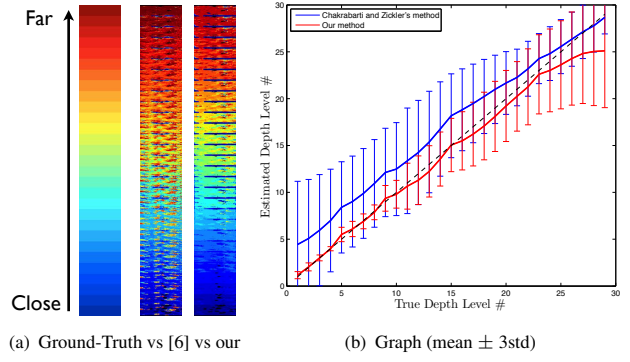 Far
Close
30
25
20
15
10
5
0
0 5 10 15 20 25 30
Estimated Depth Level #
True Depth Level #
Chakrabarti and Zickler's method
Our method
(a) Ground-Truth vs [6] vs our
(b) Graph (mean ± 3std)